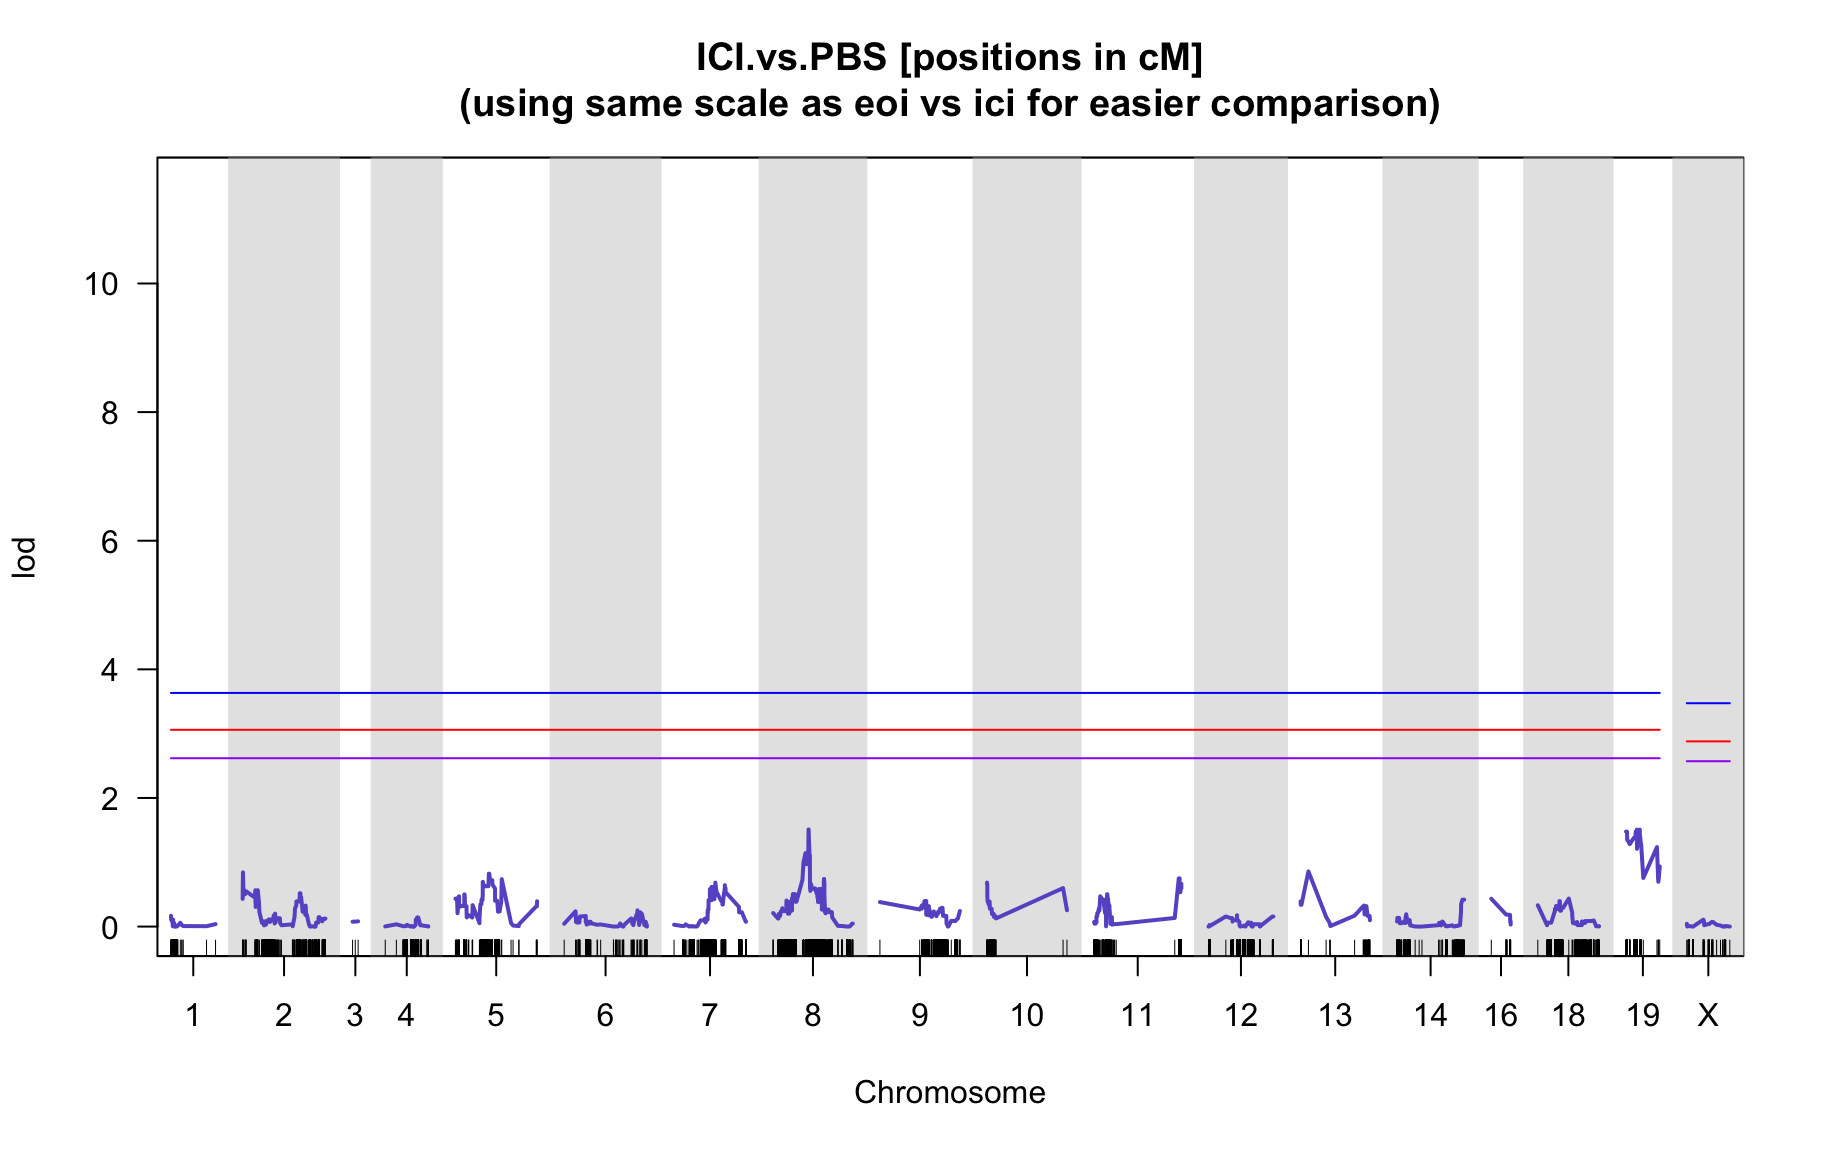 ICI.vs.PBS [positions in cM]
(using same scale as eoi vs ici for easier comparison)
10
8
6
4
2
0
lod
1 2 3 4 5 6 7 8 9 10 11 12 13 14 16 18 19 X
Chromosome